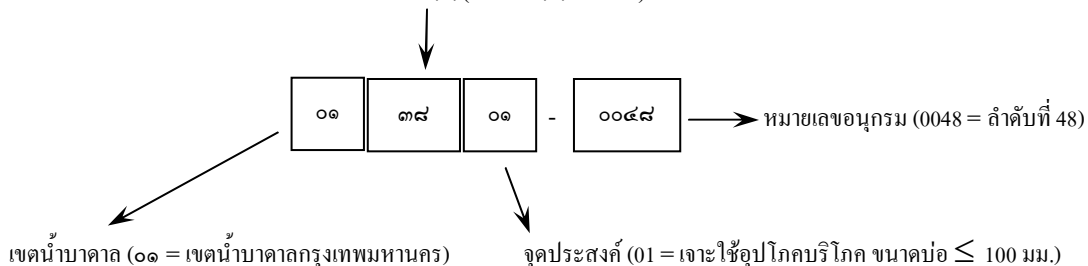 ๐๑ ๓๘ ๐๑ - ๐๐๔๘
หมายเลขอนุกรม (0048 = ลำดับที่ 48)
เขตน้ำบาดาล (๐๑ = เขตน้ำบาดาลกรุงเทพมหานคร)
จุดประสงค์ (01 = เจาะใช้อุปโภคบริโภค ขนาดบ่อ ≤ 100 มม.)